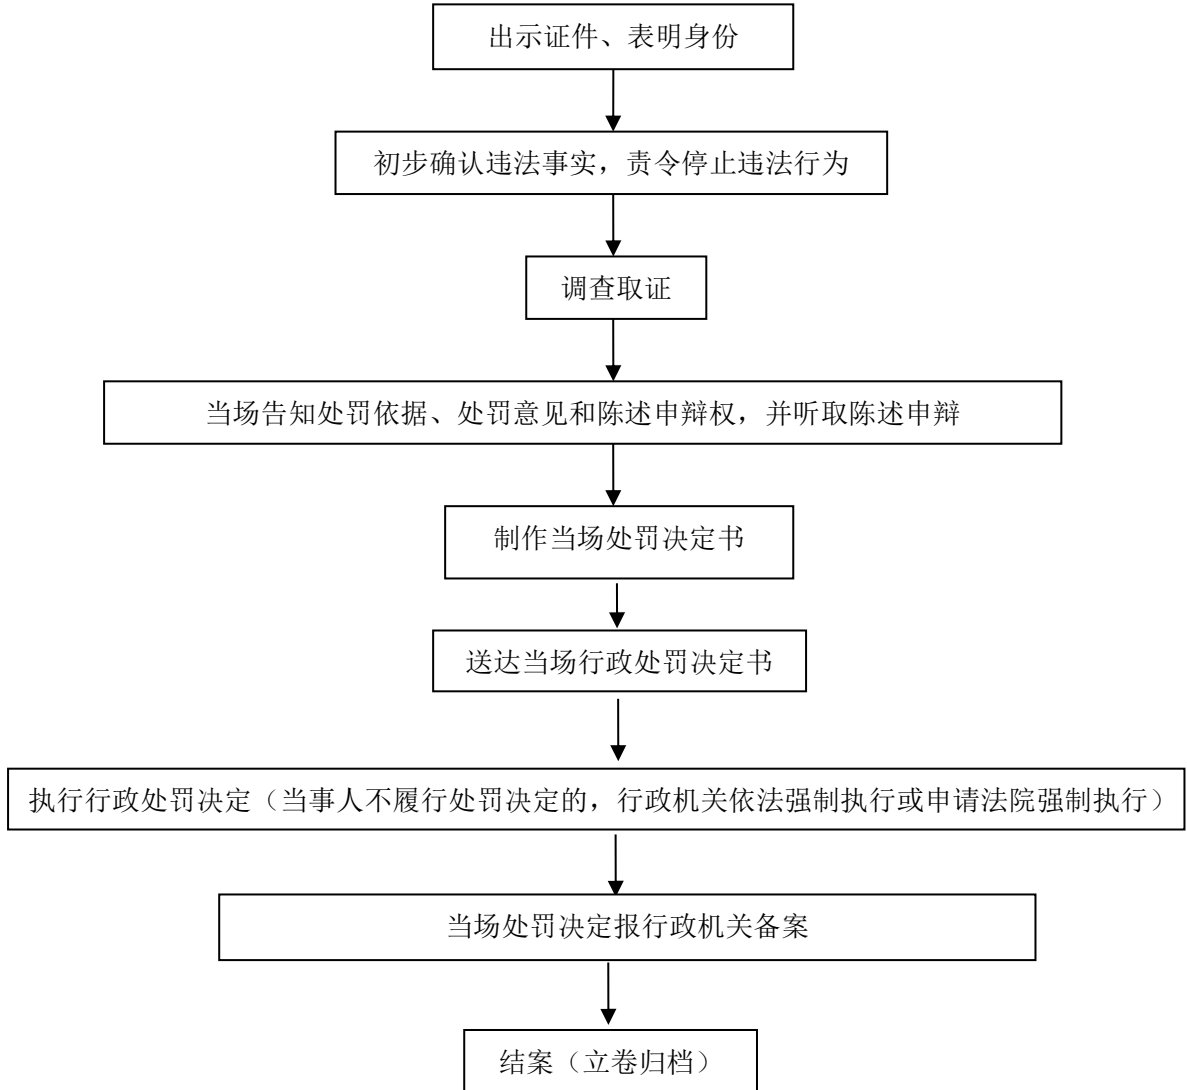 出示证件、表明身份
初步确认违法事实，责令停止违法行为
调查取证
当场告知处罚依据、处罚意见和陈述申辩权，并听取陈述申辩
制作当场处罚决定书
送达当场行政处罚决定书
执行行政处罚决定（当事人不履行处罚决定的，行政机关依法强制执行或申请法院强制执行）
当场处罚决定报行政机关备案
结案（立卷归档）